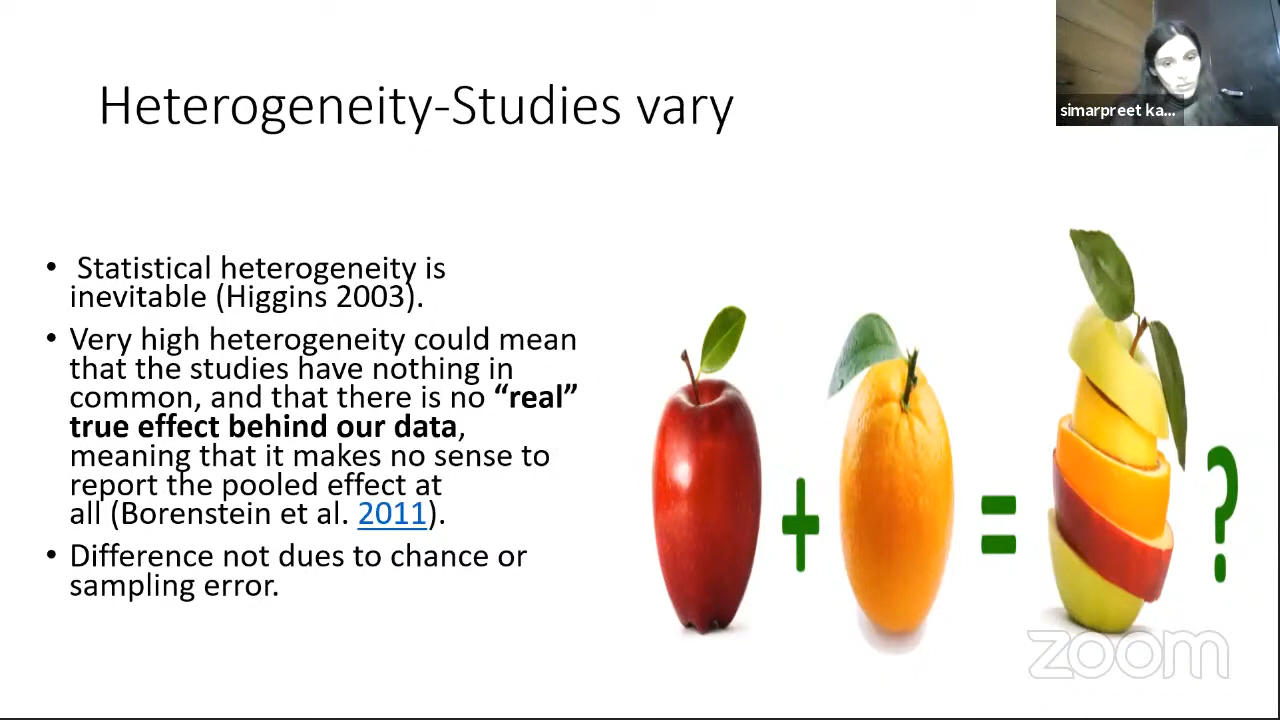 Heterogeneity-Studies vary
simarpreet ka...
• Statistical heterogeneity is
inevitable (Higgins 2003).
• Very high heterogeneity could mean
that the studies have nothing in
common, and that there is no “real”
true effect behind our data,
meaning that it makes no sense to
report the pooled effect at
all (Borenstein et al. 2011).
• Difference not dues to chance or
sampling error.
+ = ?
zoom